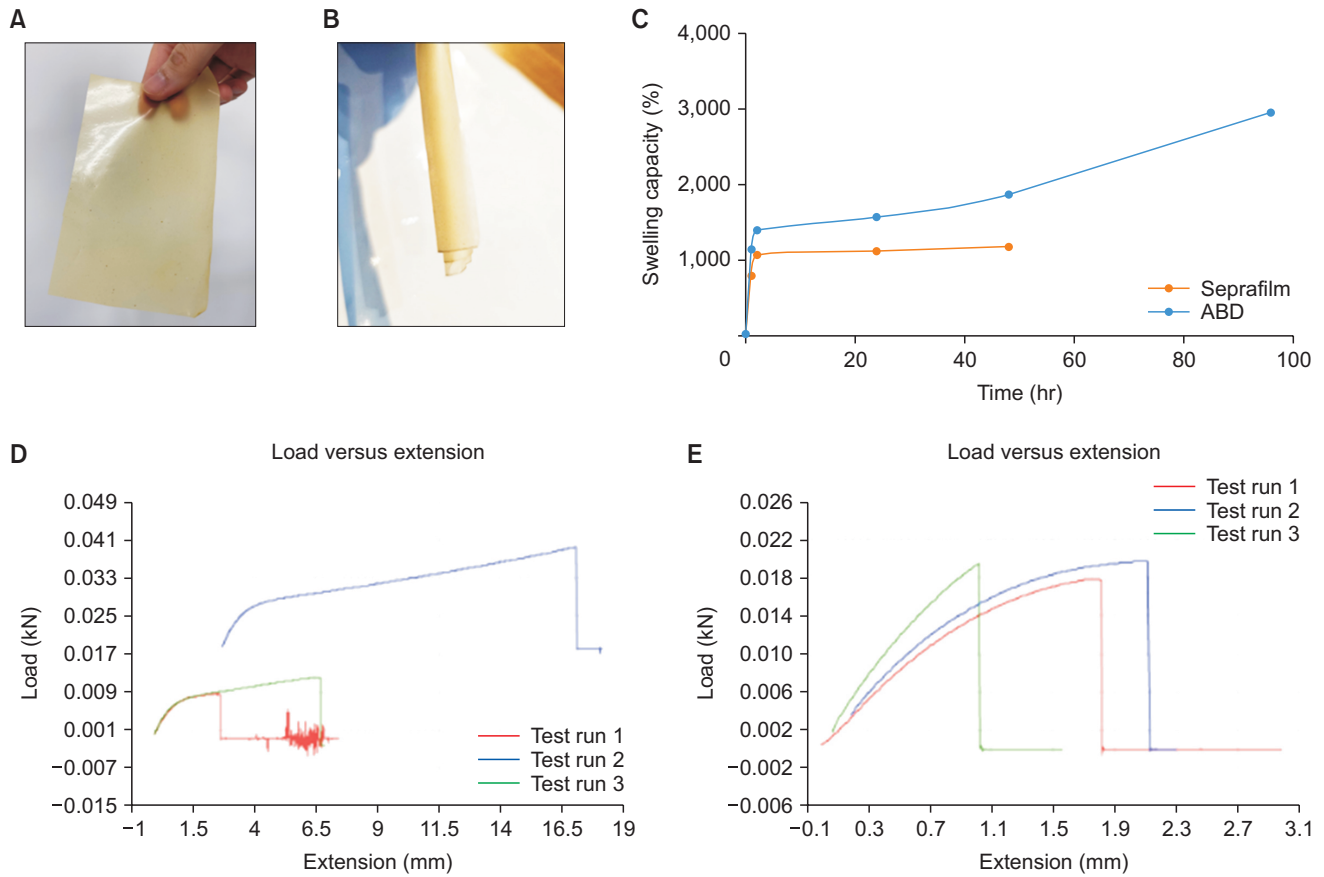 A
B
C
4,000
3,000
2,000
1,000
0
20
40
60
80
100
Swelling capacity (%)
Time (hr)
Seprafilm
ABD
D
Load versus extension
0.049
0.041
0.033
0.025
0.017
0.009
0.001
−0.007
−0.015
−1
1.5
4
6.5
9
11.5
14
16.5
19
Load (kN)
Extension (mm)
Test run 1
Test run 2
Test run 3
E
Load versus extension
0.026
0.022
0.018
0.014
0.006
0.002
−0.002
−0.006
−0.1
0.3
0.7
1.1
1.5
1.9
2.3
2.7
3.1
Load (kN)
Extension (mm)
Test run 1
Test run 2
Test run 3